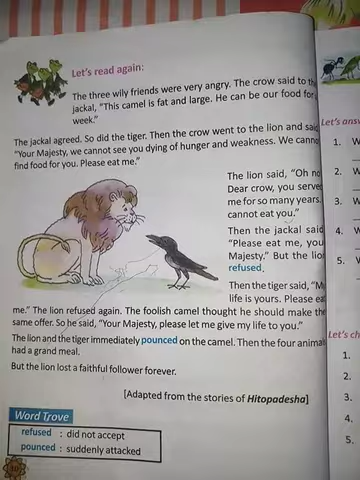 Let's read again:
The three wily friends were very angry. The crow said to the
jackal, "This camel is fat and large. He can be our food for
week."
The jackal agreed. So did the tiger. Then the crow went to the lion and said
"Your Majesty, we cannot see you dying of hunger and weakness. We canno
find food for you. Please eat me."
The lion said, "Oh no
Dear crow, you serve
me for so many years.
cannot eat you."
Then the jackal said
"Please eat me, you
Majesty." But the lio
refused.
Then the tiger said, "M
life is yours. Please ea
me." The lion refused again. The foolish camel thought he should make the
same offer. So he said, "Your Majesty, please let me give my life to you."
The lion and the tiger immediately pounced on the camel. Then the four animal
had a grand meal.
But the lion lost a faithful follower forever.
[Adapted from the stories of Hitopadesha]
Word Trove
refused : did not accept
pounced : suddenly attacked
Let's ans
1. W
2. W
3. W
4. W
5. V
Let's ch
1.
2.
3.
4.
5.